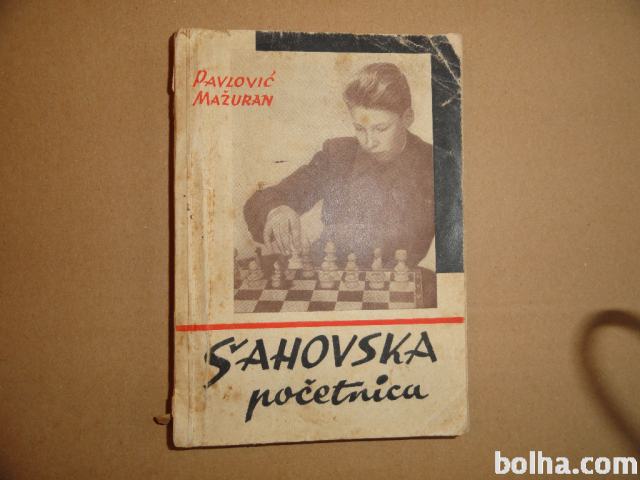 PAVLOVIĆ
MAŽURAN
ŠAHOVSKA
početnica
bolha.com